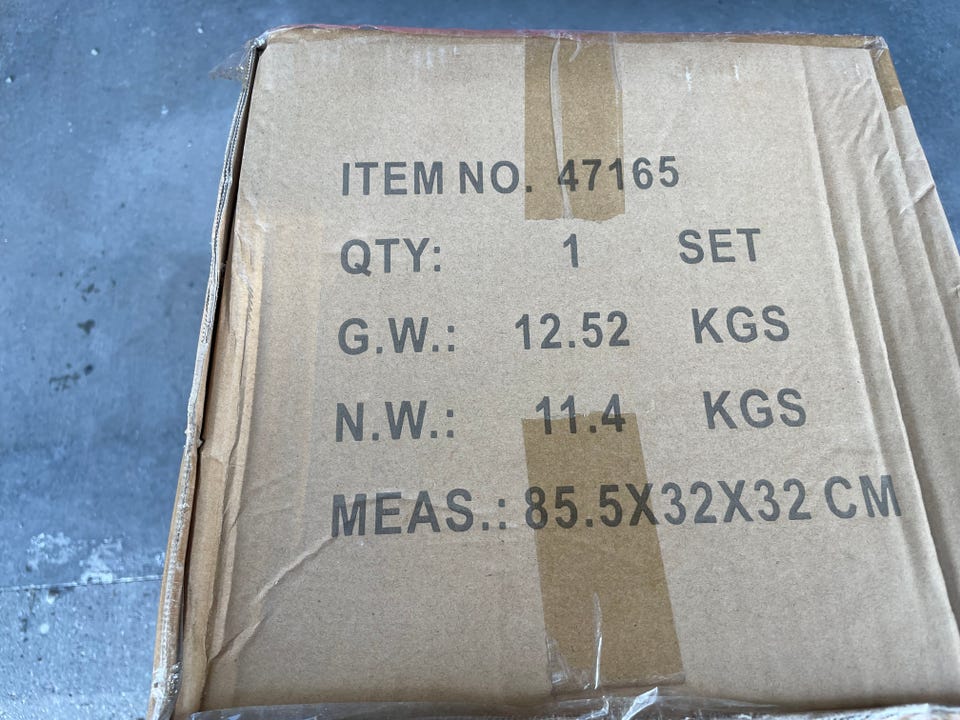 ITEM NO. 47165
QTY: 1 SET
G.W.: 12.52 KGS
N.W.: 11.4 KGS
MEAS.: 85.5X32X32 CM